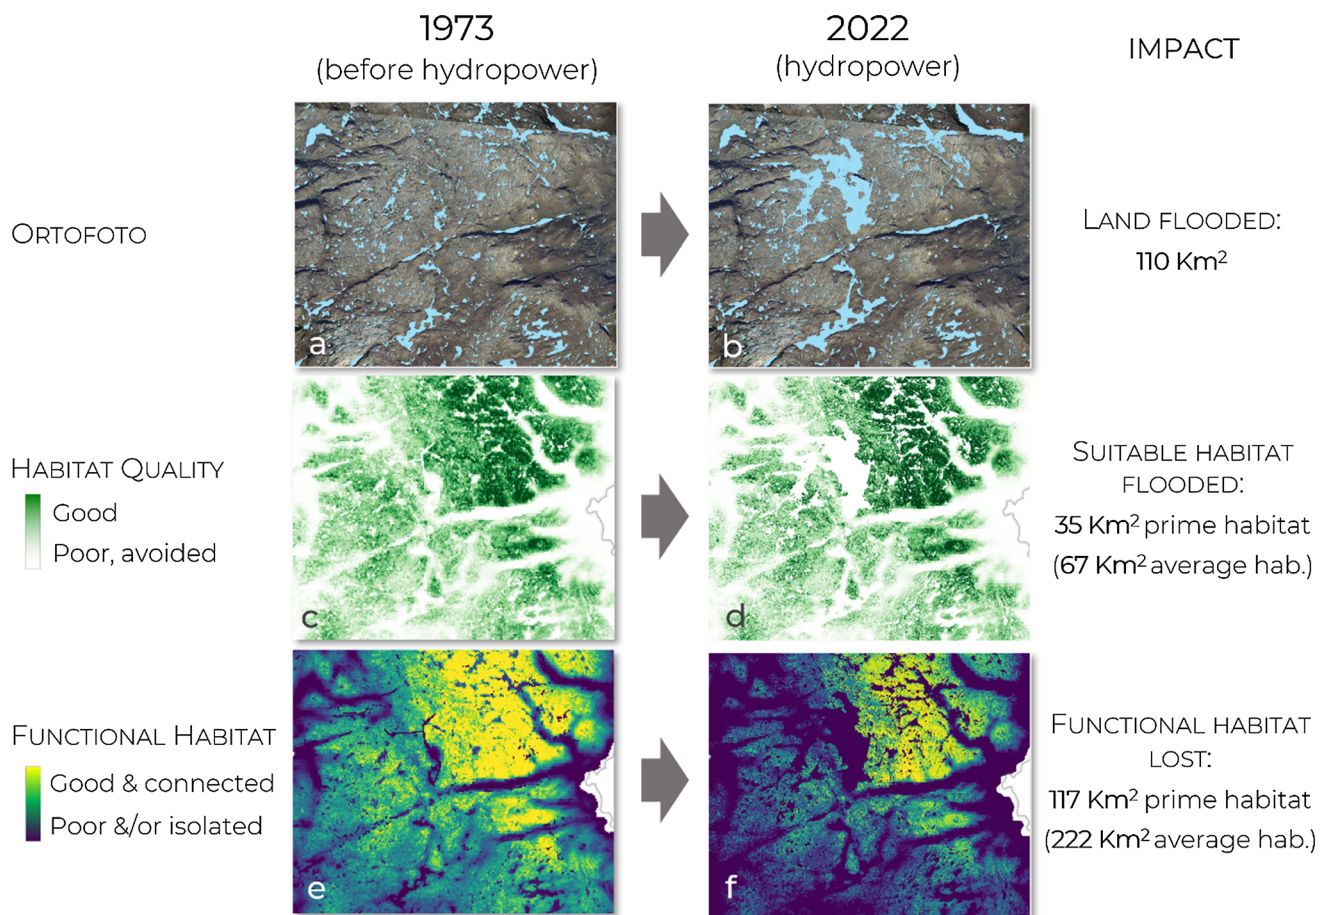 1973
(before hydropower)
2022
(hydropower)
IMPACT
ORTOFOTO
a
b
LAND FLOODED:
110 Km²
HABITAT QUALITY
Good
Poor, avoided
c
d
SUITABLE HABITAT
FLOODED:
35 Km² prime habitat
(67 Km² average hab.)
FUNCTIONAL HABITAT
Good & connected
Poor &/or isolated
e
f
FUNCTIONAL HABITAT
LOST:
117 Km² prime habitat
(222 Km² average hab.)